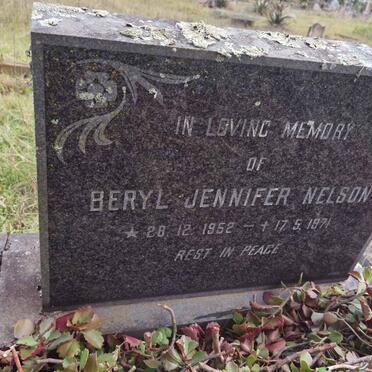 IN LOVING MEMORY
OF
BERYL JENNIFER NELSON
★ 28.12.1952 – ✝ 17.5.1971
REST IN PEACE